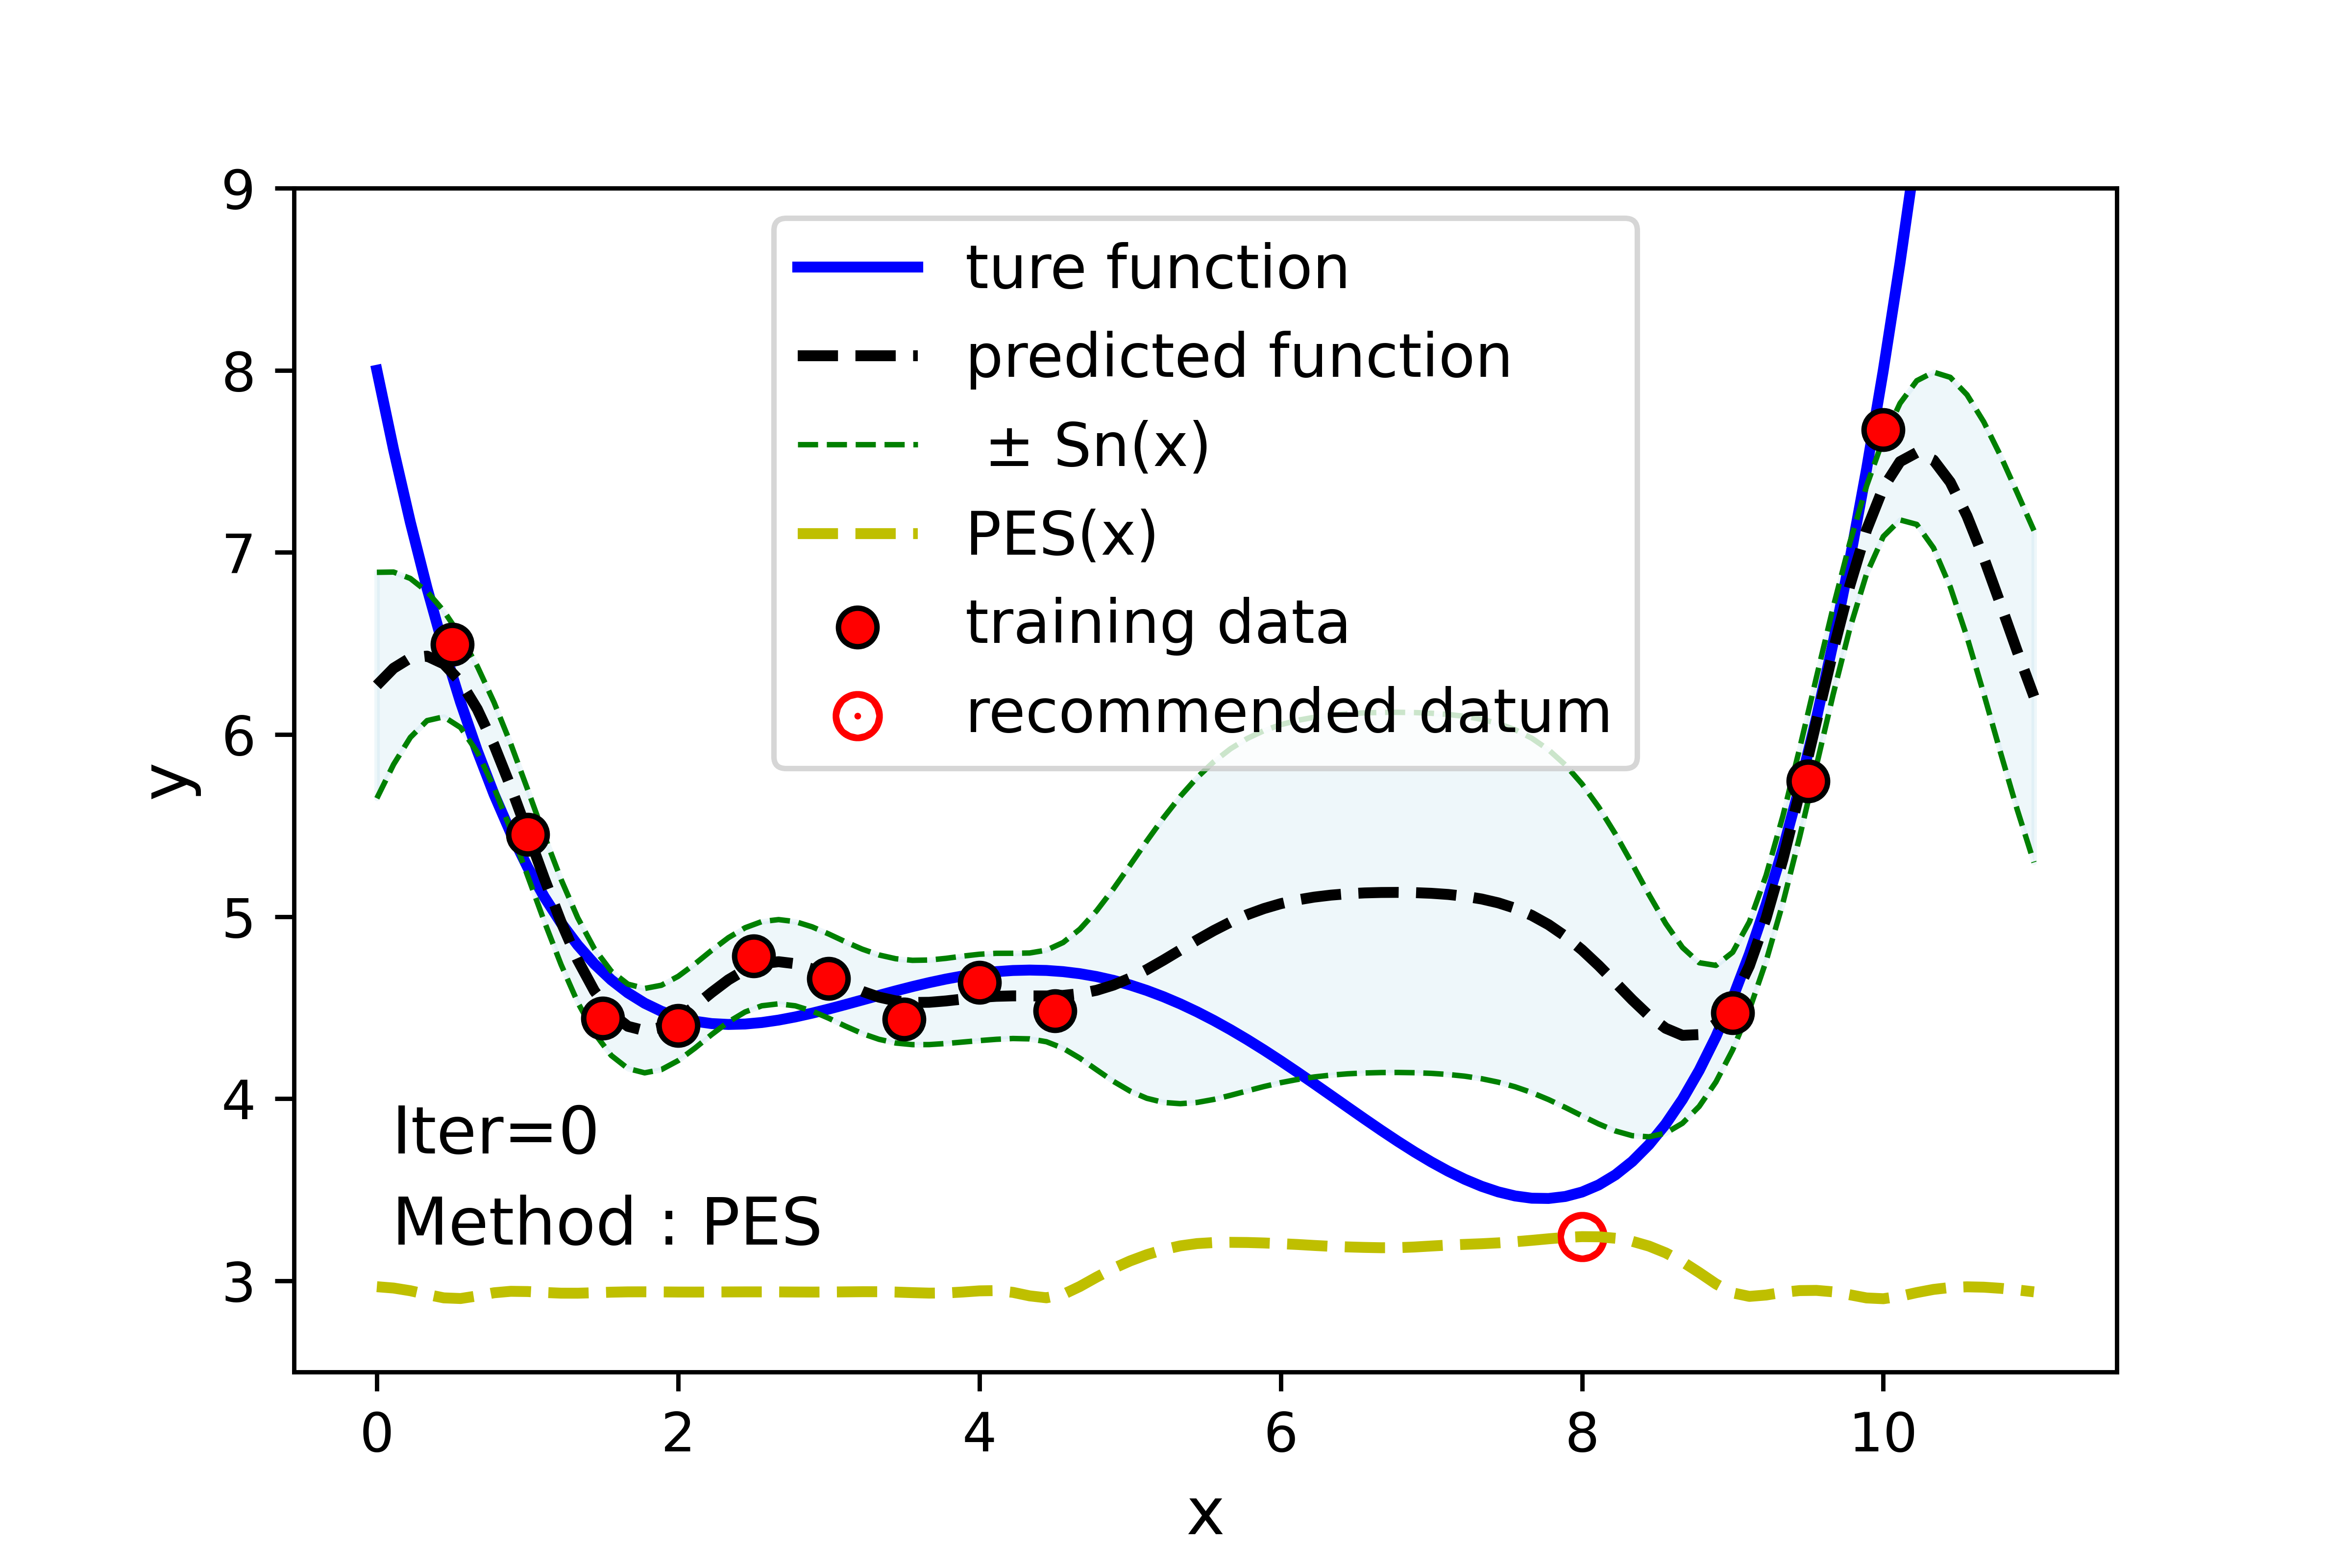 9
8
7
6
5
4
3
y
ture function
predicted function
± Sn(x)
PES(x)
training data
recommended datum
Iter=0
Method : PES
0 2 4 6 8 10
x